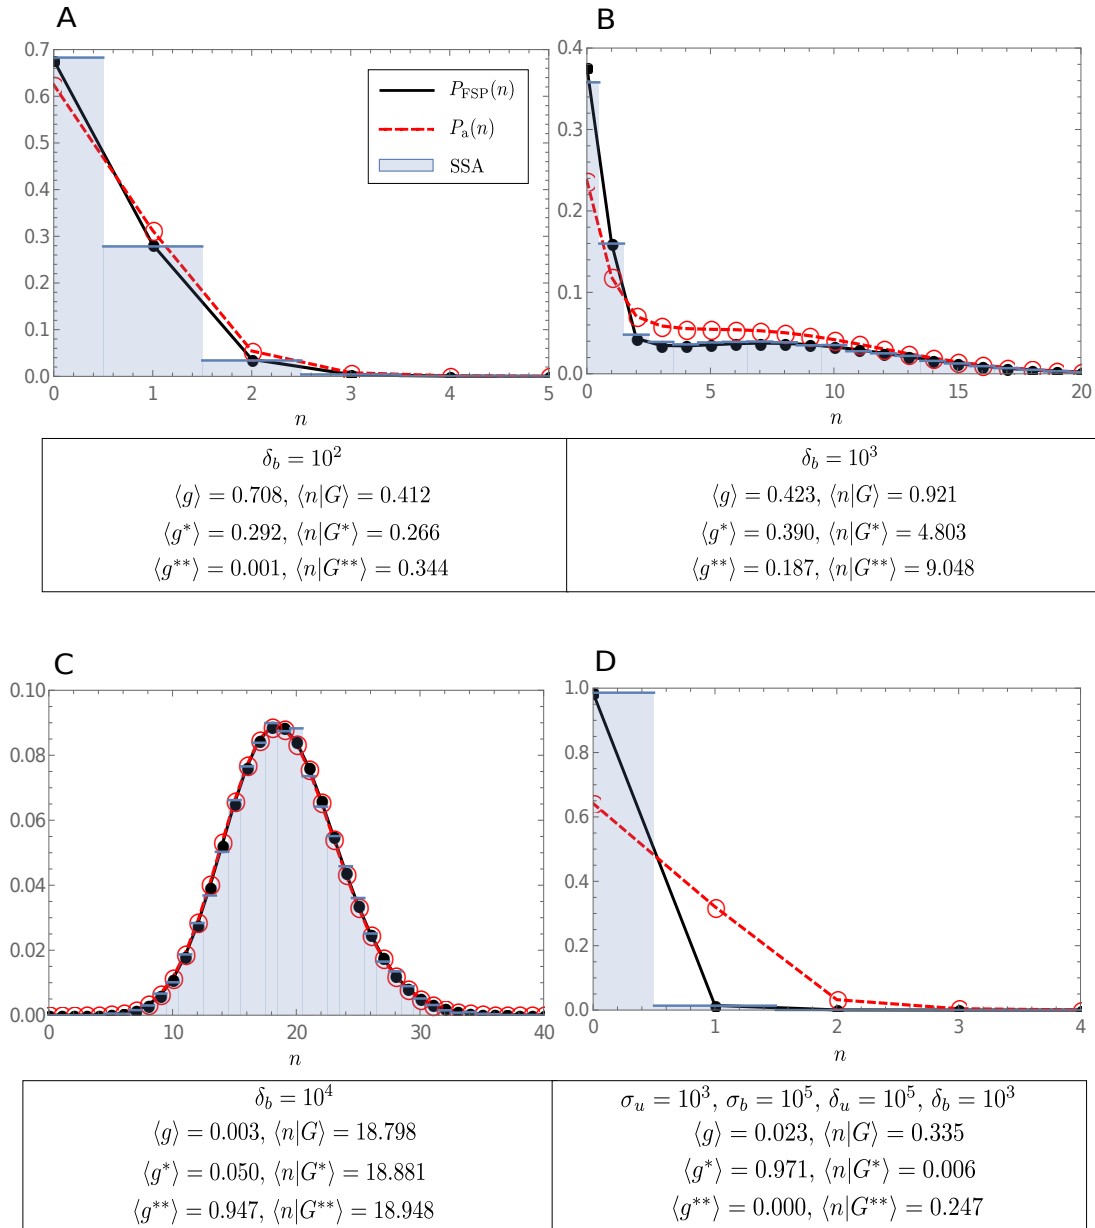 A
0.7
0.6
0.5
0.4
0.3
0.2
0.1
0.0
0 1 2 3 4 5
n
P_FSP(n)
P_a(n)
SSA
B
0.4
0.3
0.2
0.1
0.0
0 5 10 15 20
n
δ_b = 10^2
⟨g⟩ = 0.708, ⟨n|G⟩ = 0.412
⟨g*⟩ = 0.292, ⟨n|G*⟩ = 0.266
⟨g**⟩ = 0.001, ⟨n|G**⟩ = 0.344
δ_b = 10^3
⟨g⟩ = 0.423, ⟨n|G⟩ = 0.921
⟨g*⟩ = 0.390, ⟨n|G*⟩ = 4.803
⟨g**⟩ = 0.187, ⟨n|G**⟩ = 9.048
C
0.10
0.08
0.06
0.04
0.02
0.00
0 10 20 30 40
n
D
1.0
0.8
0.6
0.4
0.2
0.0
0 1 2 3 4
n
δ_b = 10^4
⟨g⟩ = 0.003, ⟨n|G⟩ = 18.798
⟨g*⟩ = 0.050, ⟨n|G*⟩ = 18.881
⟨g**⟩ = 0.947, ⟨n|G**⟩ = 18.948
σ_u = 10^3, σ_b = 10^5, δ_u = 10^5, δ_b = 10^3
⟨g⟩ = 0.023, ⟨n|G⟩ = 0.335
⟨g*⟩ = 0.971, ⟨n|G*⟩ = 0.006
⟨g**⟩ = 0.000, ⟨n|G**⟩ = 0.247